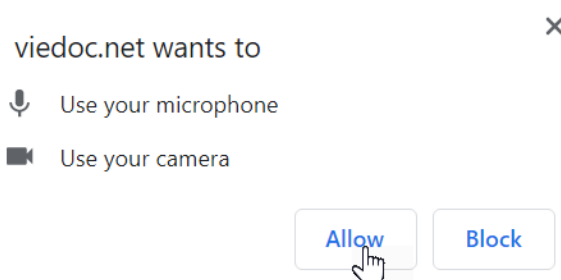 viedoc.net wants to
Use your microphone
Use your camera
Allow Block